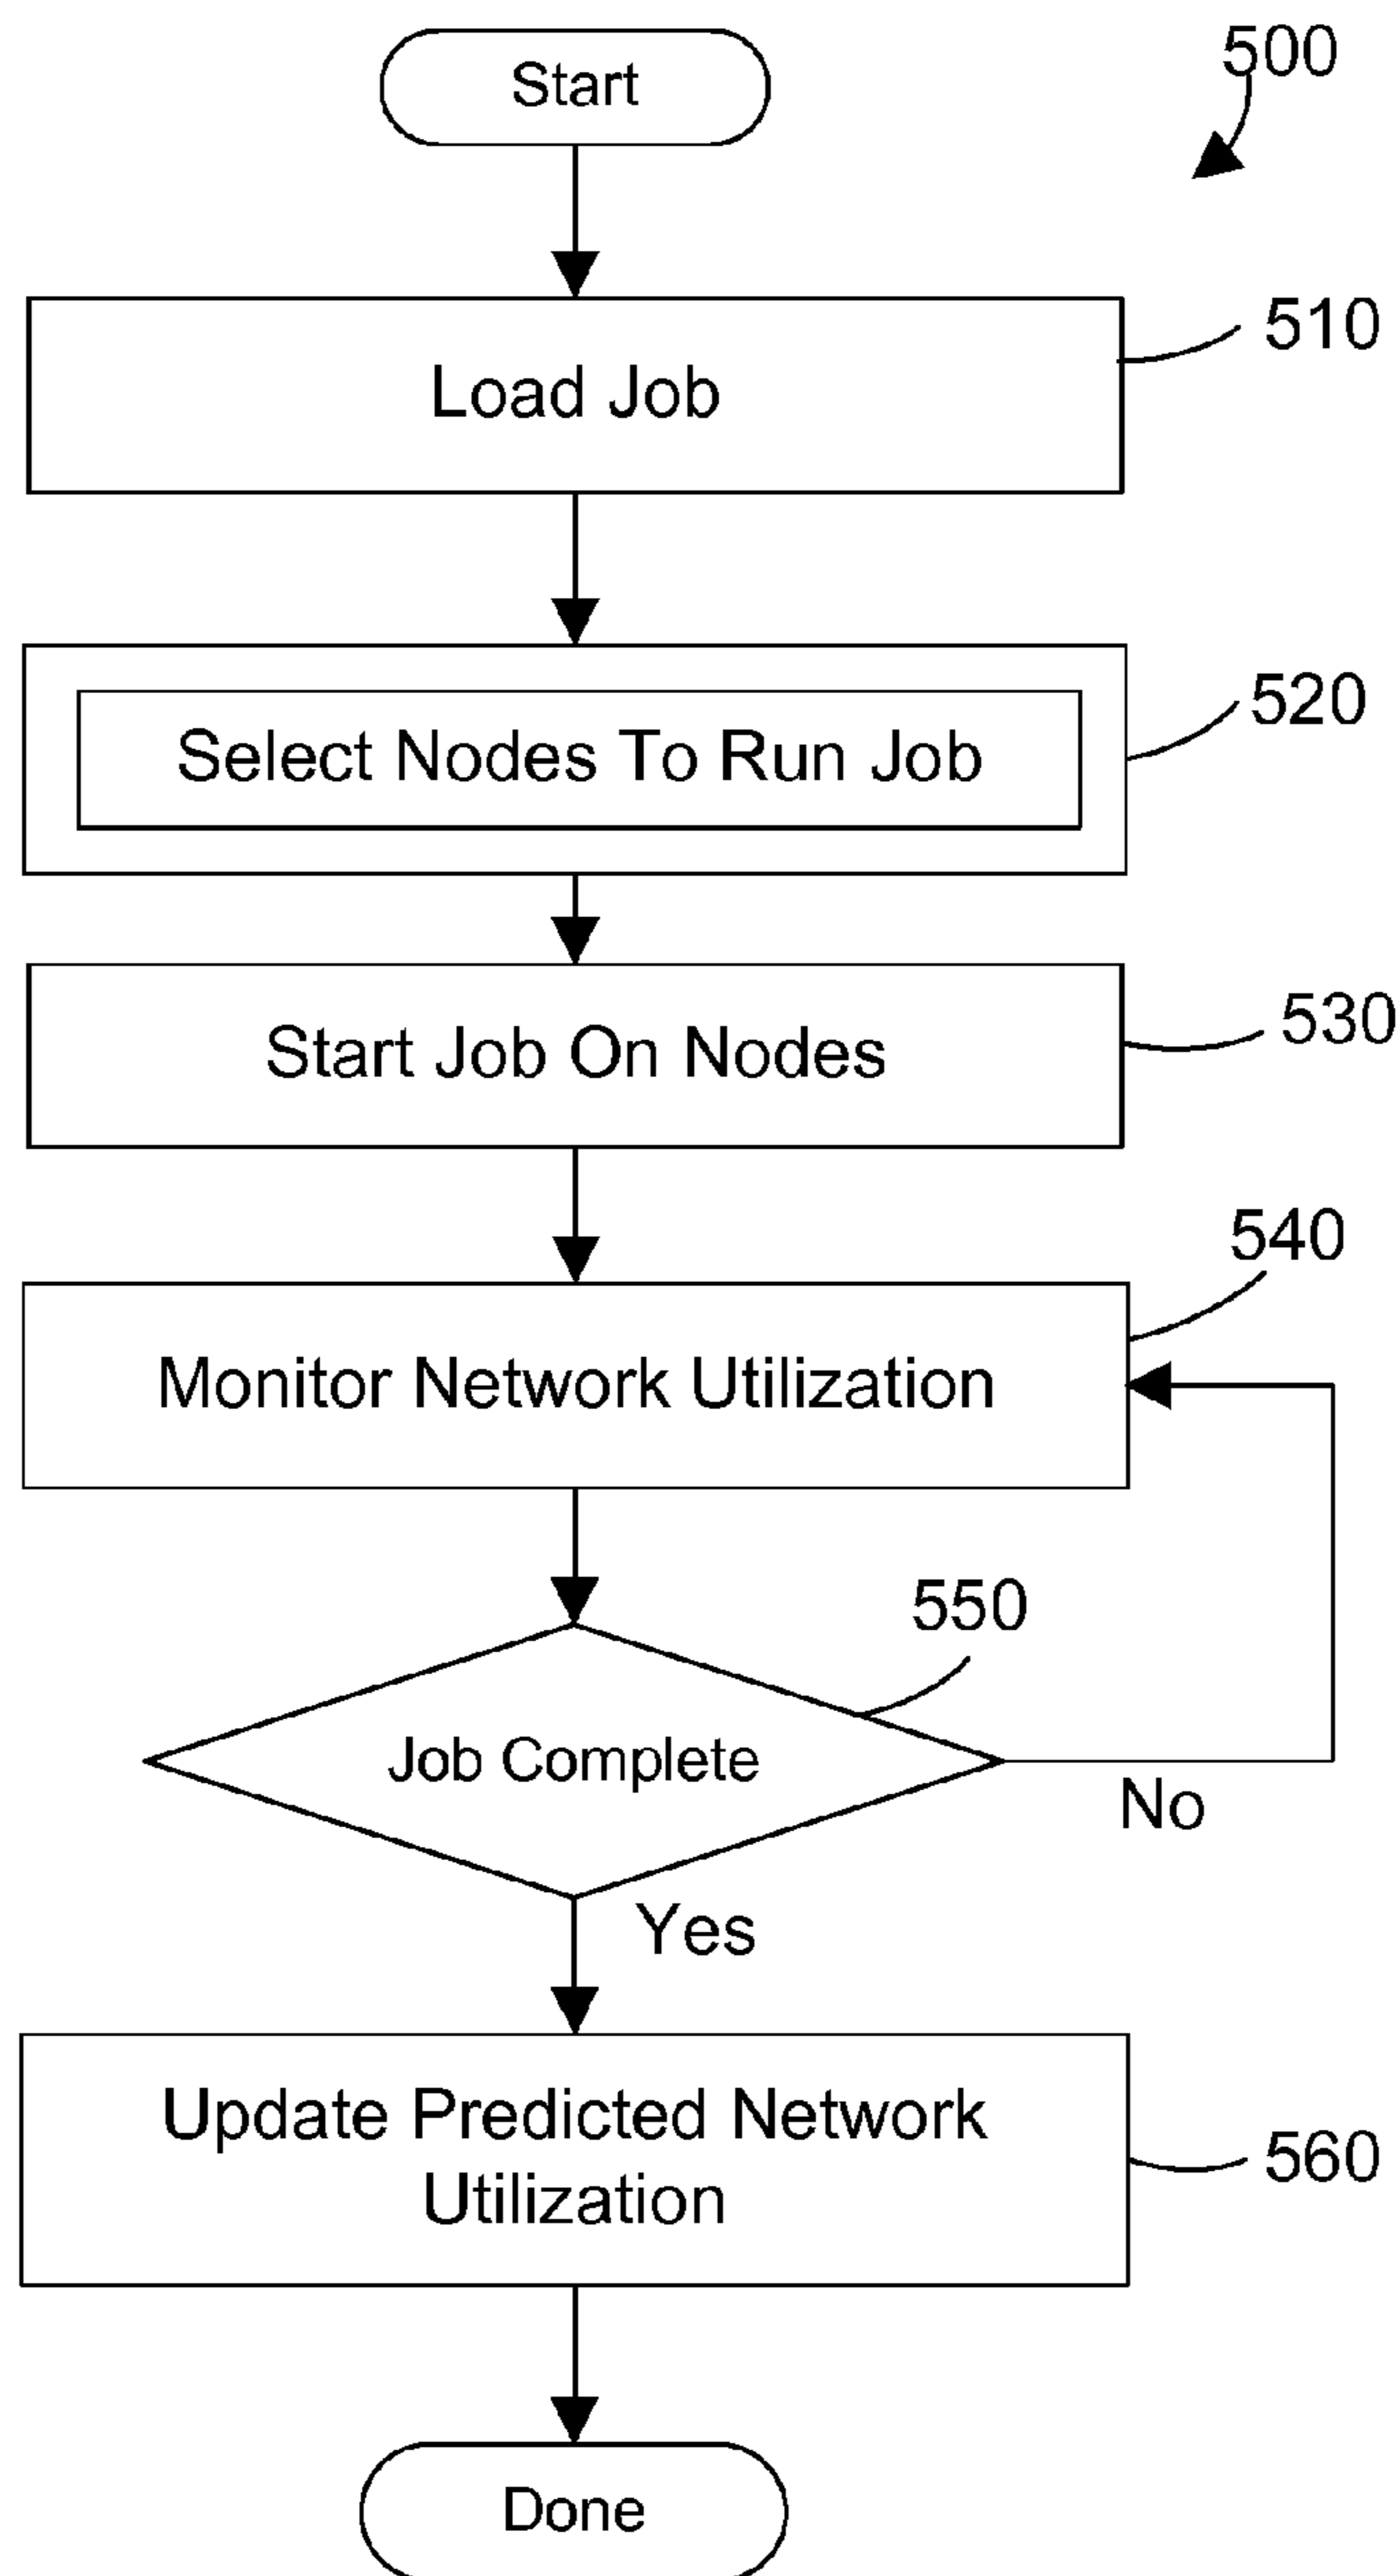 Start
500
Load Job
510
Select Nodes To Run Job
520
Start Job On Nodes
530
540
Monitor Network Utilization
550
Job Complete
No
Yes
Update Predicted Network
Utilization
560
Done